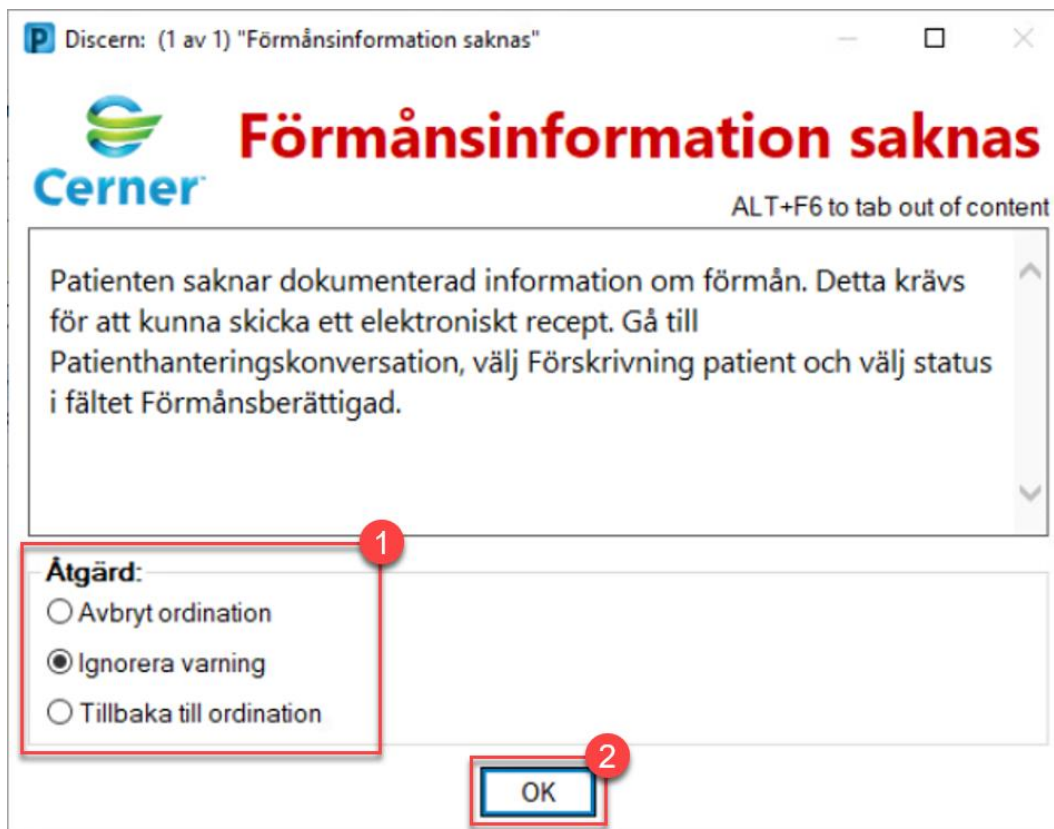 Discern: (1 av 1) "Förmånsinformation saknas"
Cerner
Förmånsinformation saknas
ALT+F6 to tab out of content
Patienten saknar dokumenterad information om förmån. Detta krävs
för att kunna skicka ett elektroniskt recept. Gå till
Patienthanteringskonversation, välj Förskrivning patient och välj status
i fältet Förmånsberättigad.
1
Åtgärd:
Avbryt ordination
Ignorera varning
Tillbaka till ordination
2
OK